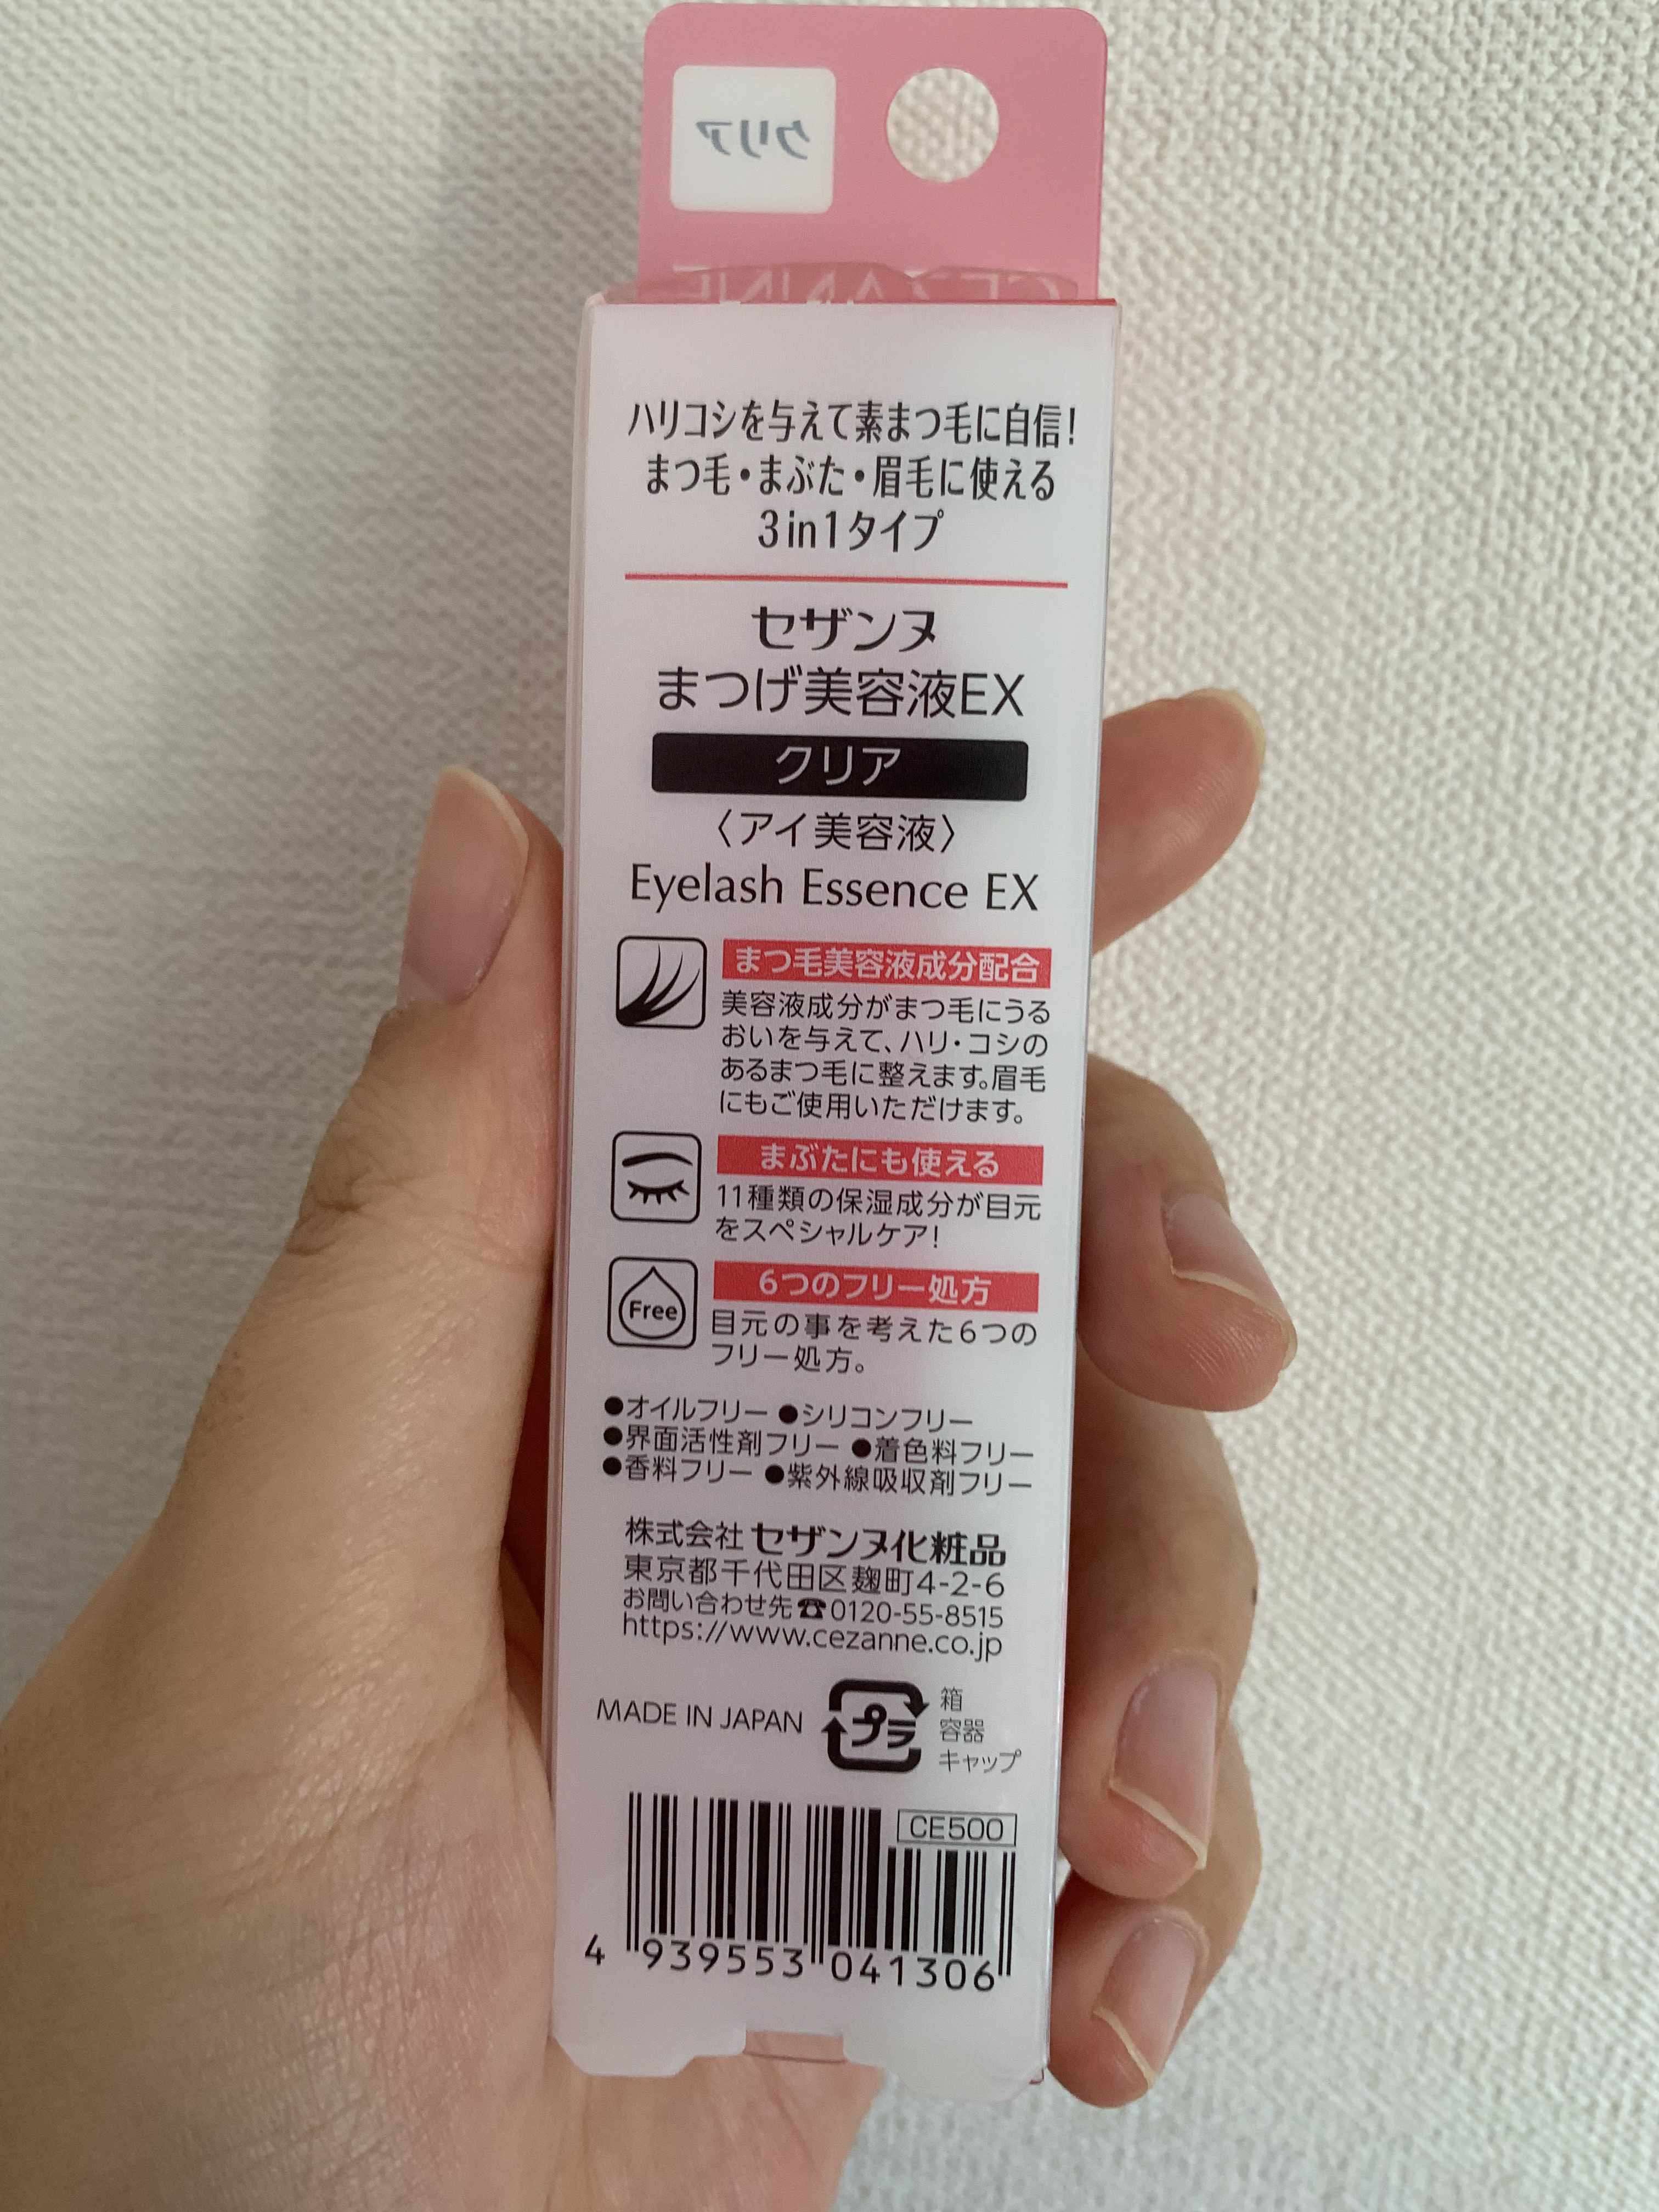 クリア
CEZANNE
ハリコシを与えて素まつ毛に自信!
まつ毛・まぶた・眉毛に使える
3in1タイプ
セザンヌ
まつげ美容液EX
クリア
〈アイ美容液〉
Eyelash Essence EX
まつ毛美容液成分配合
美容液成分がまつ毛にうる
おいを与えて、ハリ・コシの
あるまつ毛に整えます。眉毛
にもご使用いただけます。
まぶたにも使える
11種類の保湿成分が目元
をスペシャルケア!
Free
6つのフリー処方
目元の事を考えた6つの
フリー処方。
●オイルフリー ●シリコンフリー
●界面活性剤フリー ●着色料フリー
●香料フリー ●紫外線吸収剤フリー
株式会社 セザンヌ化粧品
東京都千代田区麹町4-2-6
お問い合わせ先☎0120-55-8515
https://www.cezanne.co.jp
MADE IN JAPAN
プラ
箱
容器
キャップ
CE500
4 939553 041306